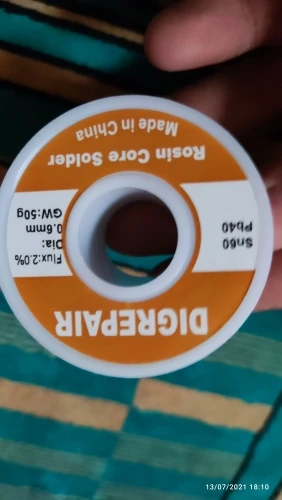 DIGREPAIR
Sn60
Pb40
Flux:2.0%
Dia:
0.6mm
GW:50g
Rosin Core Solder
Made in China
13/07/2021 18:10